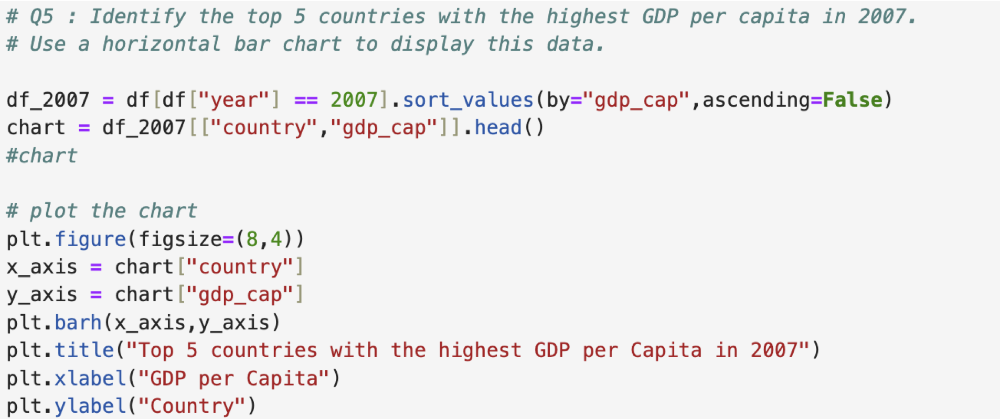 # Q5 : Identify the top 5 countries with the highest GDP per capita in 2007.
# Use a horizontal bar chart to display this data.
df_2007 = df[df["year"] == 2007].sort_values(by="gdp_cap",ascending=False)
chart = df_2007[["country","gdp_cap"]].head()
#chart
# plot the chart
plt.figure(figsize=(8,4))
x_axis = chart["country"]
y_axis = chart["gdp_cap"]
plt.barh(x_axis,y_axis)
plt.title("Top 5 countries with the highest GDP per Capita in 2007")
plt.xlabel("GDP per Capita")
plt.ylabel("Country")